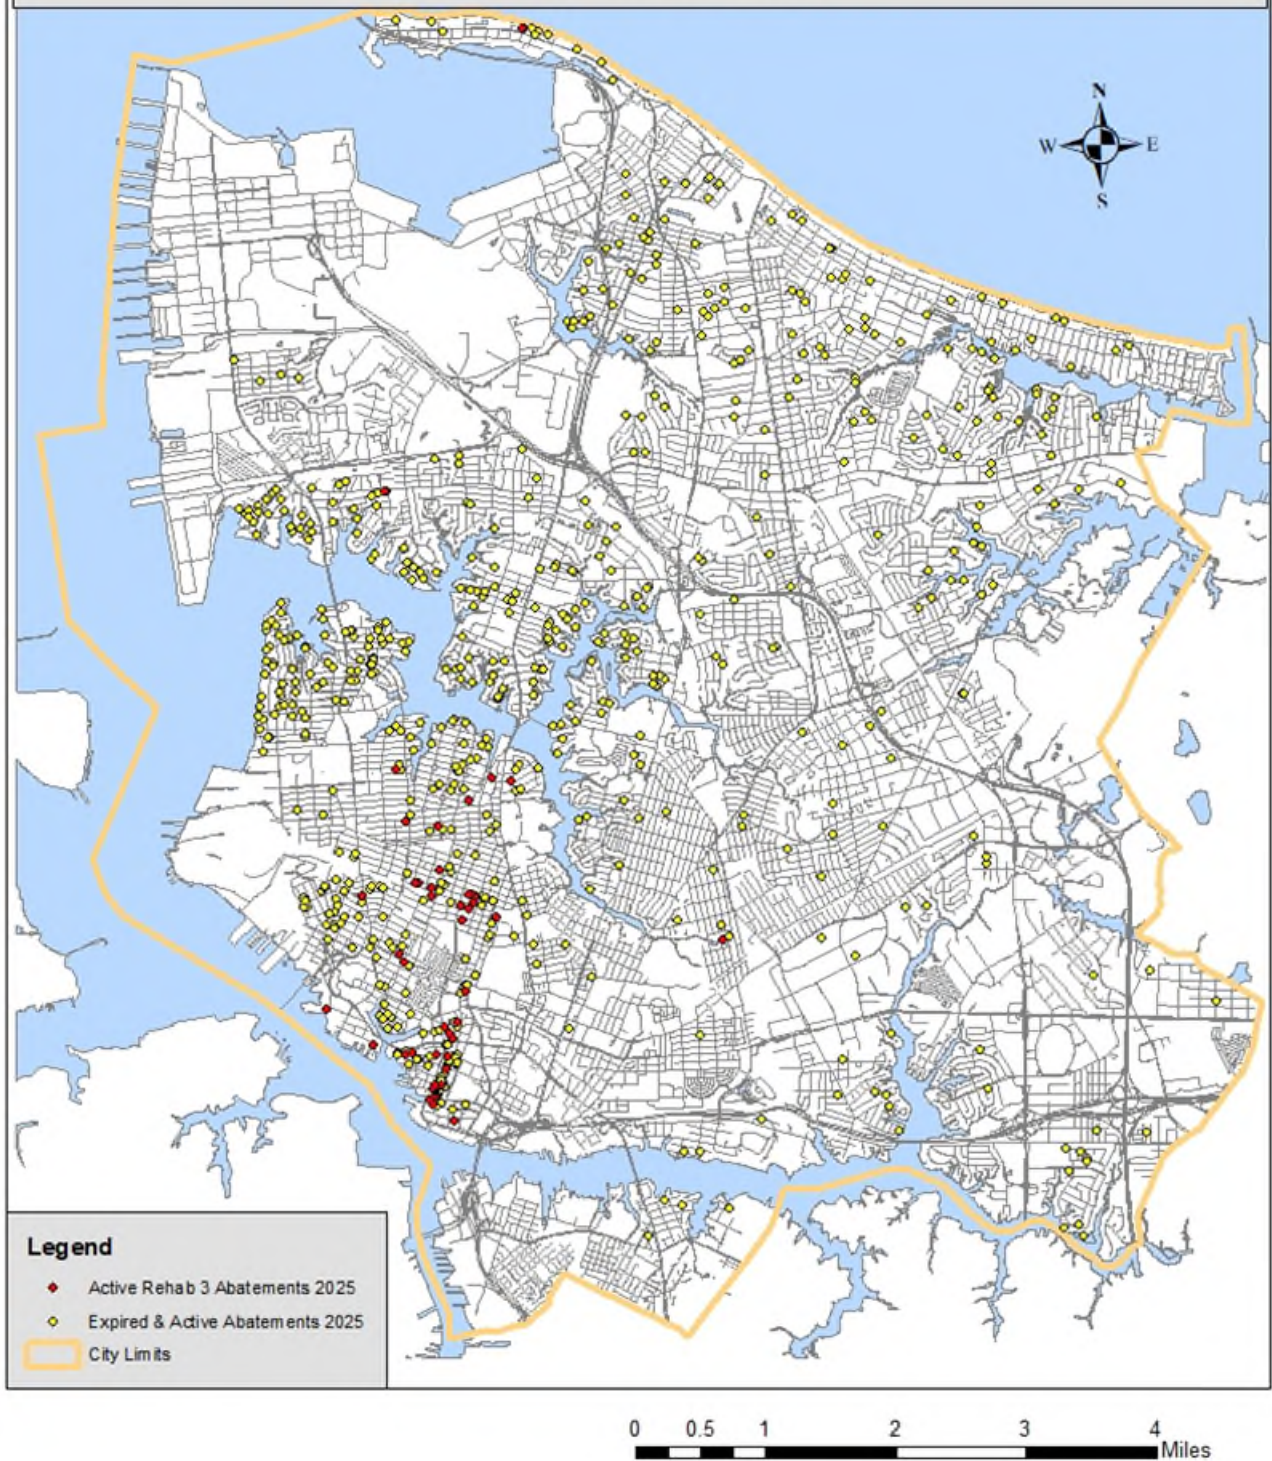 N
W E
S
Legend
Active Rehab 3 Abatements 2025
Expired & Active Abatements 2025
City Limits
0 0.5 1 2 3 4
Miles